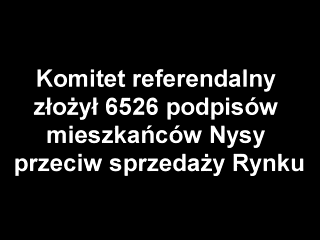 Komitet referendalny
złożył 6526 podpisów
mieszkańców Nysy
przeciw sprzedaży Rynku